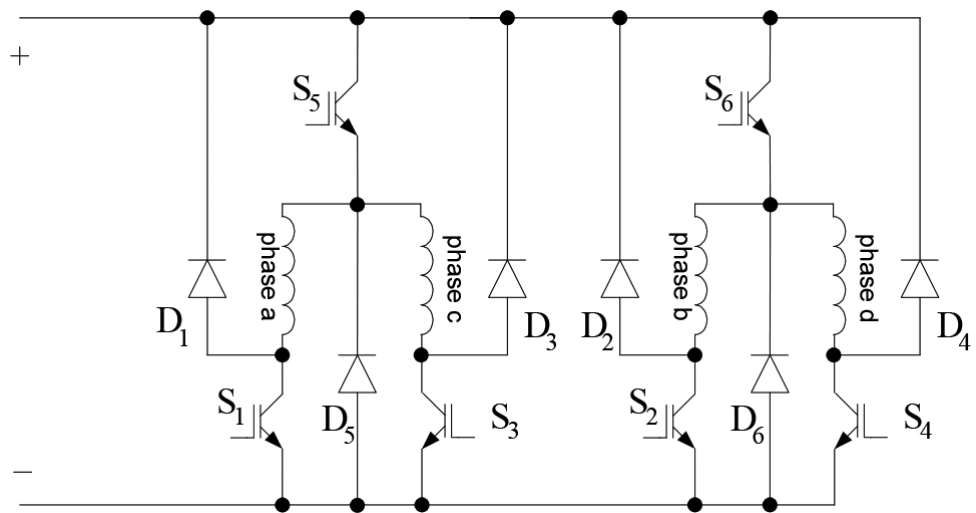 +
S5
S6
phase a
phase c
phase b
phase d
D1
D3
D2
D4
S1
D5
S3
S2
D6
S4
−